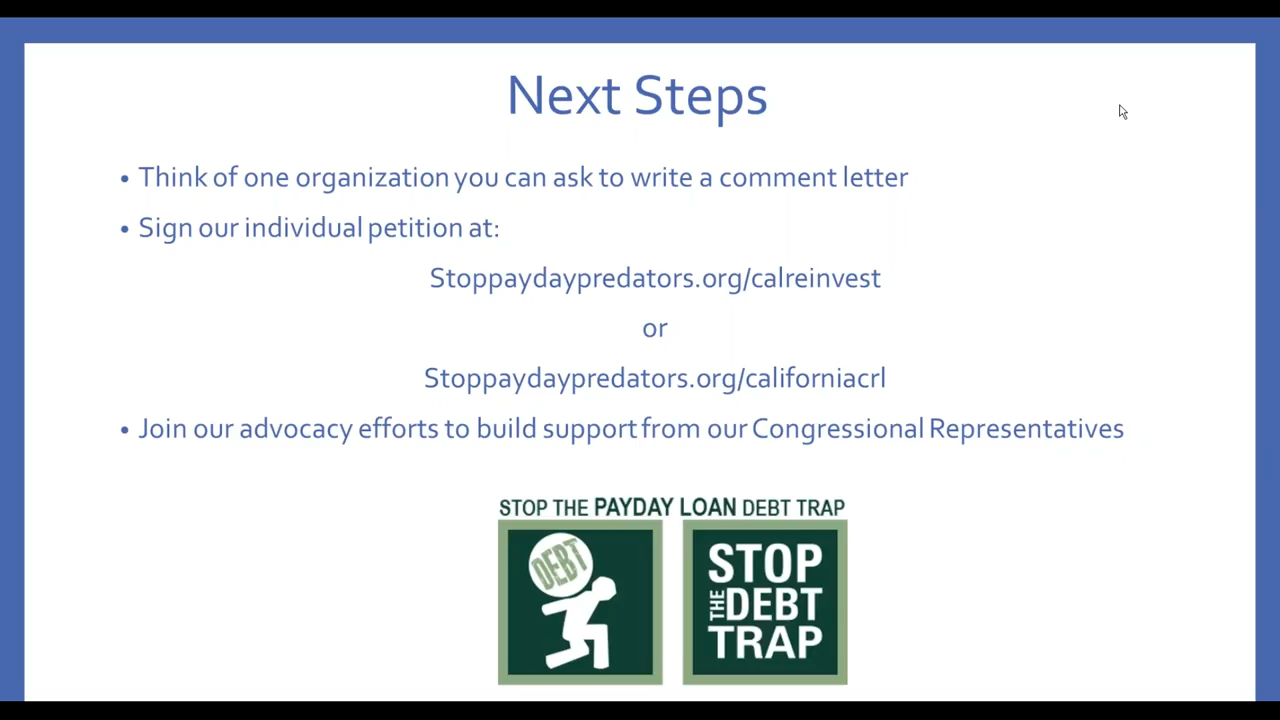 Next Steps
• Think of one organization you can ask to write a comment letter
• Sign our individual petition at:
Stoppaydaypredators.org/calreinvest
or
Stoppaydaypredators.org/californiacrl
• Join our advocacy efforts to build support from our Congressional Representatives
STOP THE PAYDAY LOAN DEBT TRAP
DEBT
STOP
THE DEBT
TRAP